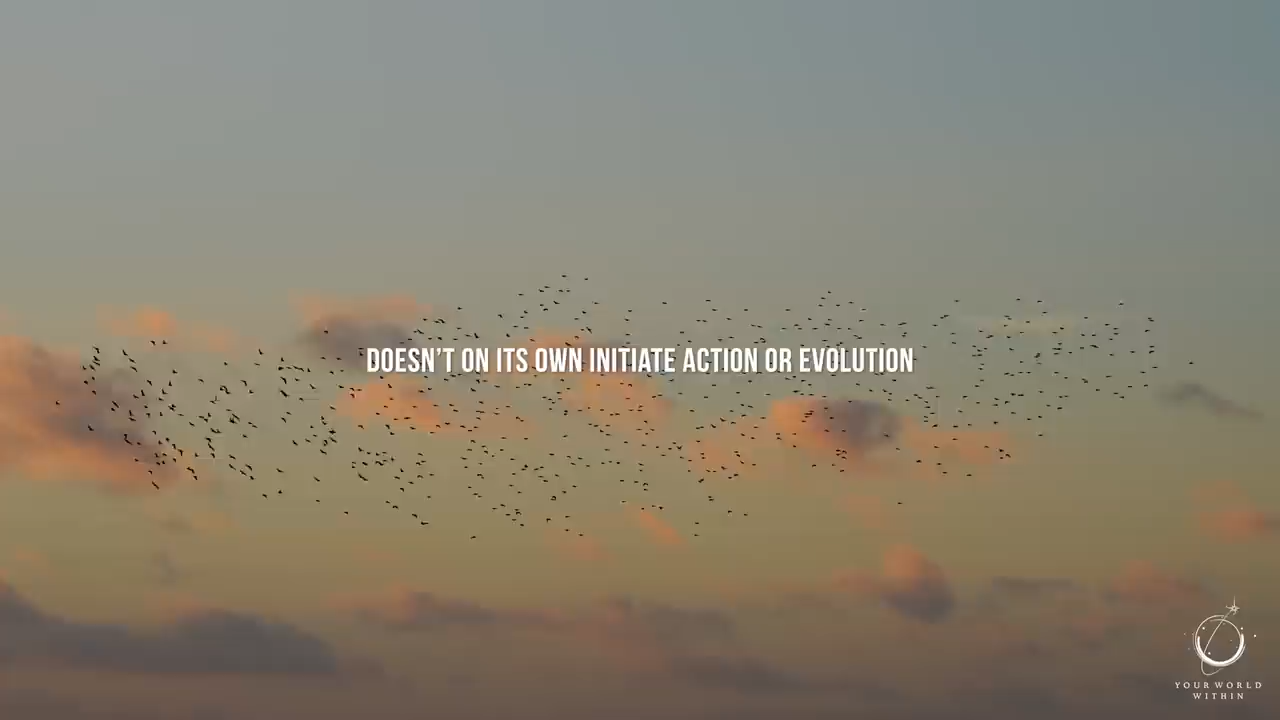 DOESN'T ON ITS OWN INITIATE ACTION OR EVOLUTION
YOUR WORLD
WITHIN